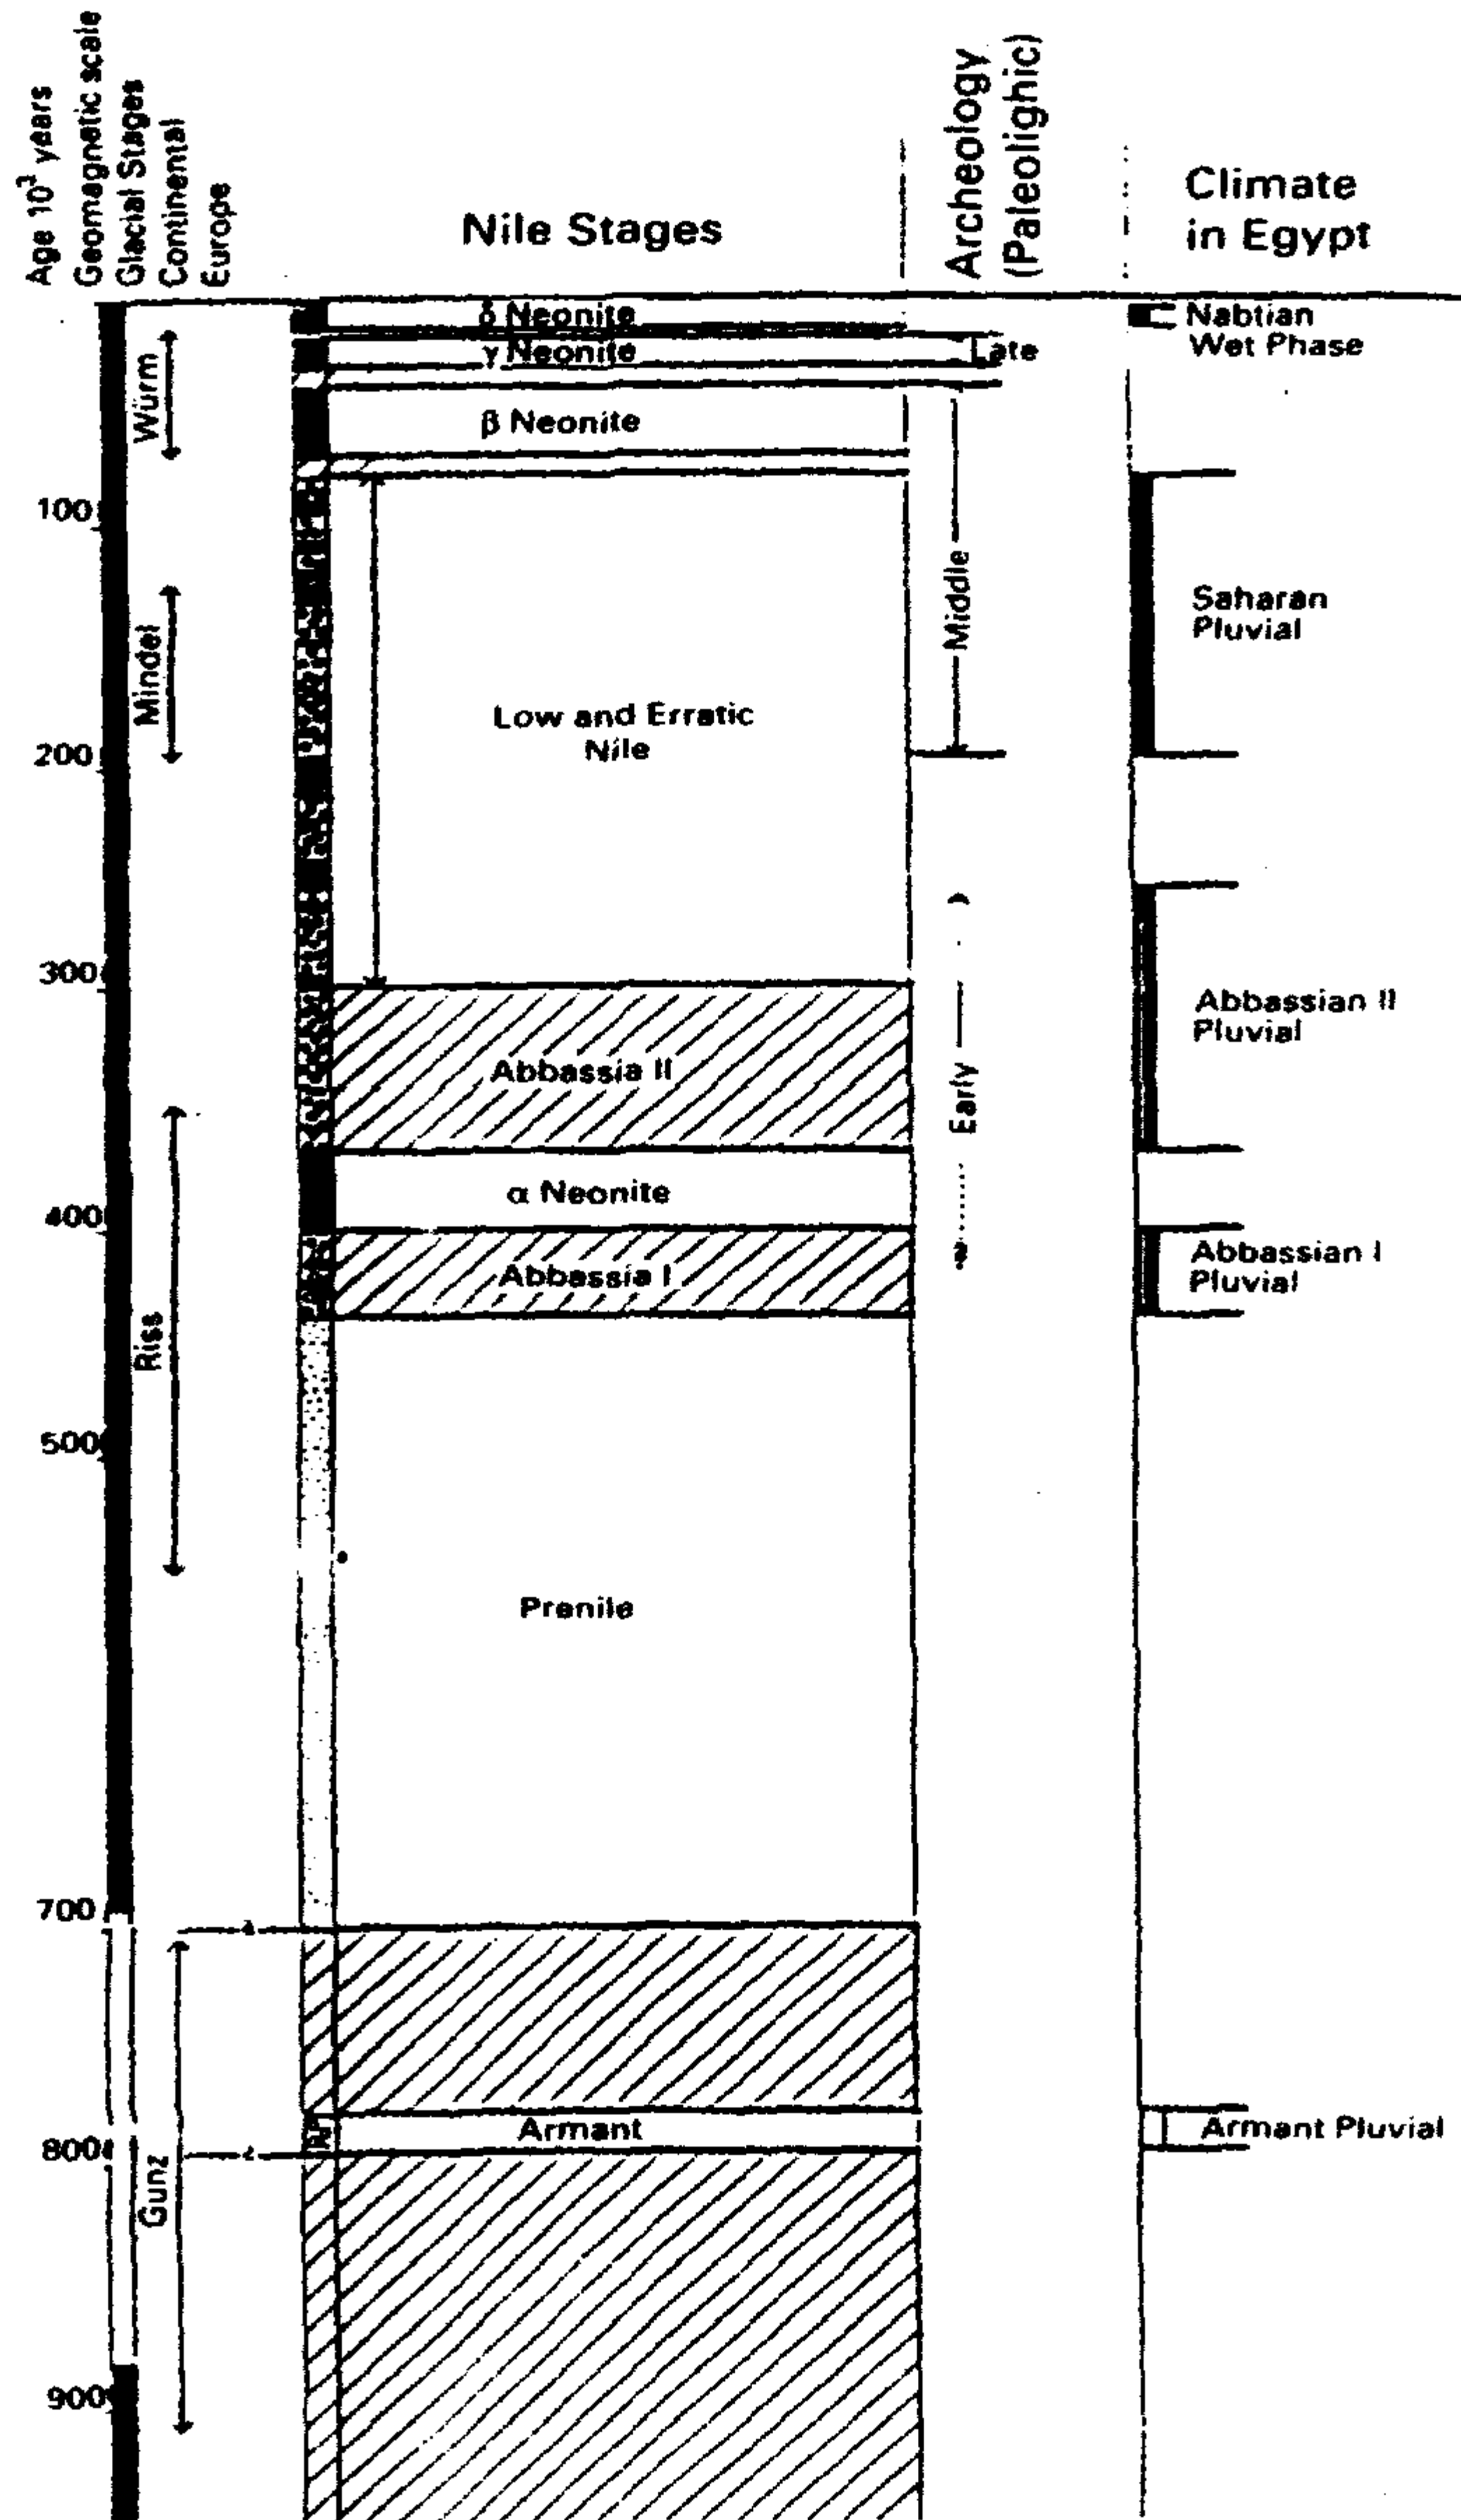 Age 10³ years
Geomagnetic scale
Glacial Stages
Continental
Europe
Nile Stages
Archeology
(Paleolighic)
Climate
in Egypt
δ Neonite
γ Neonite
Late
Nabtian
Wet Phase
Würm
β Neonite
100
Middle
Saharan
Pluvial
Mindel
Low and Erratic
Nile
200
300
Abbassian II
Pluvial
Abbassia II
Early
α Neonite
400
?
Abbassian I
Pluvial
Abbassia I
Riss
500
Prenile
700
Armant
Armant Pluvial
800
Gunz
900